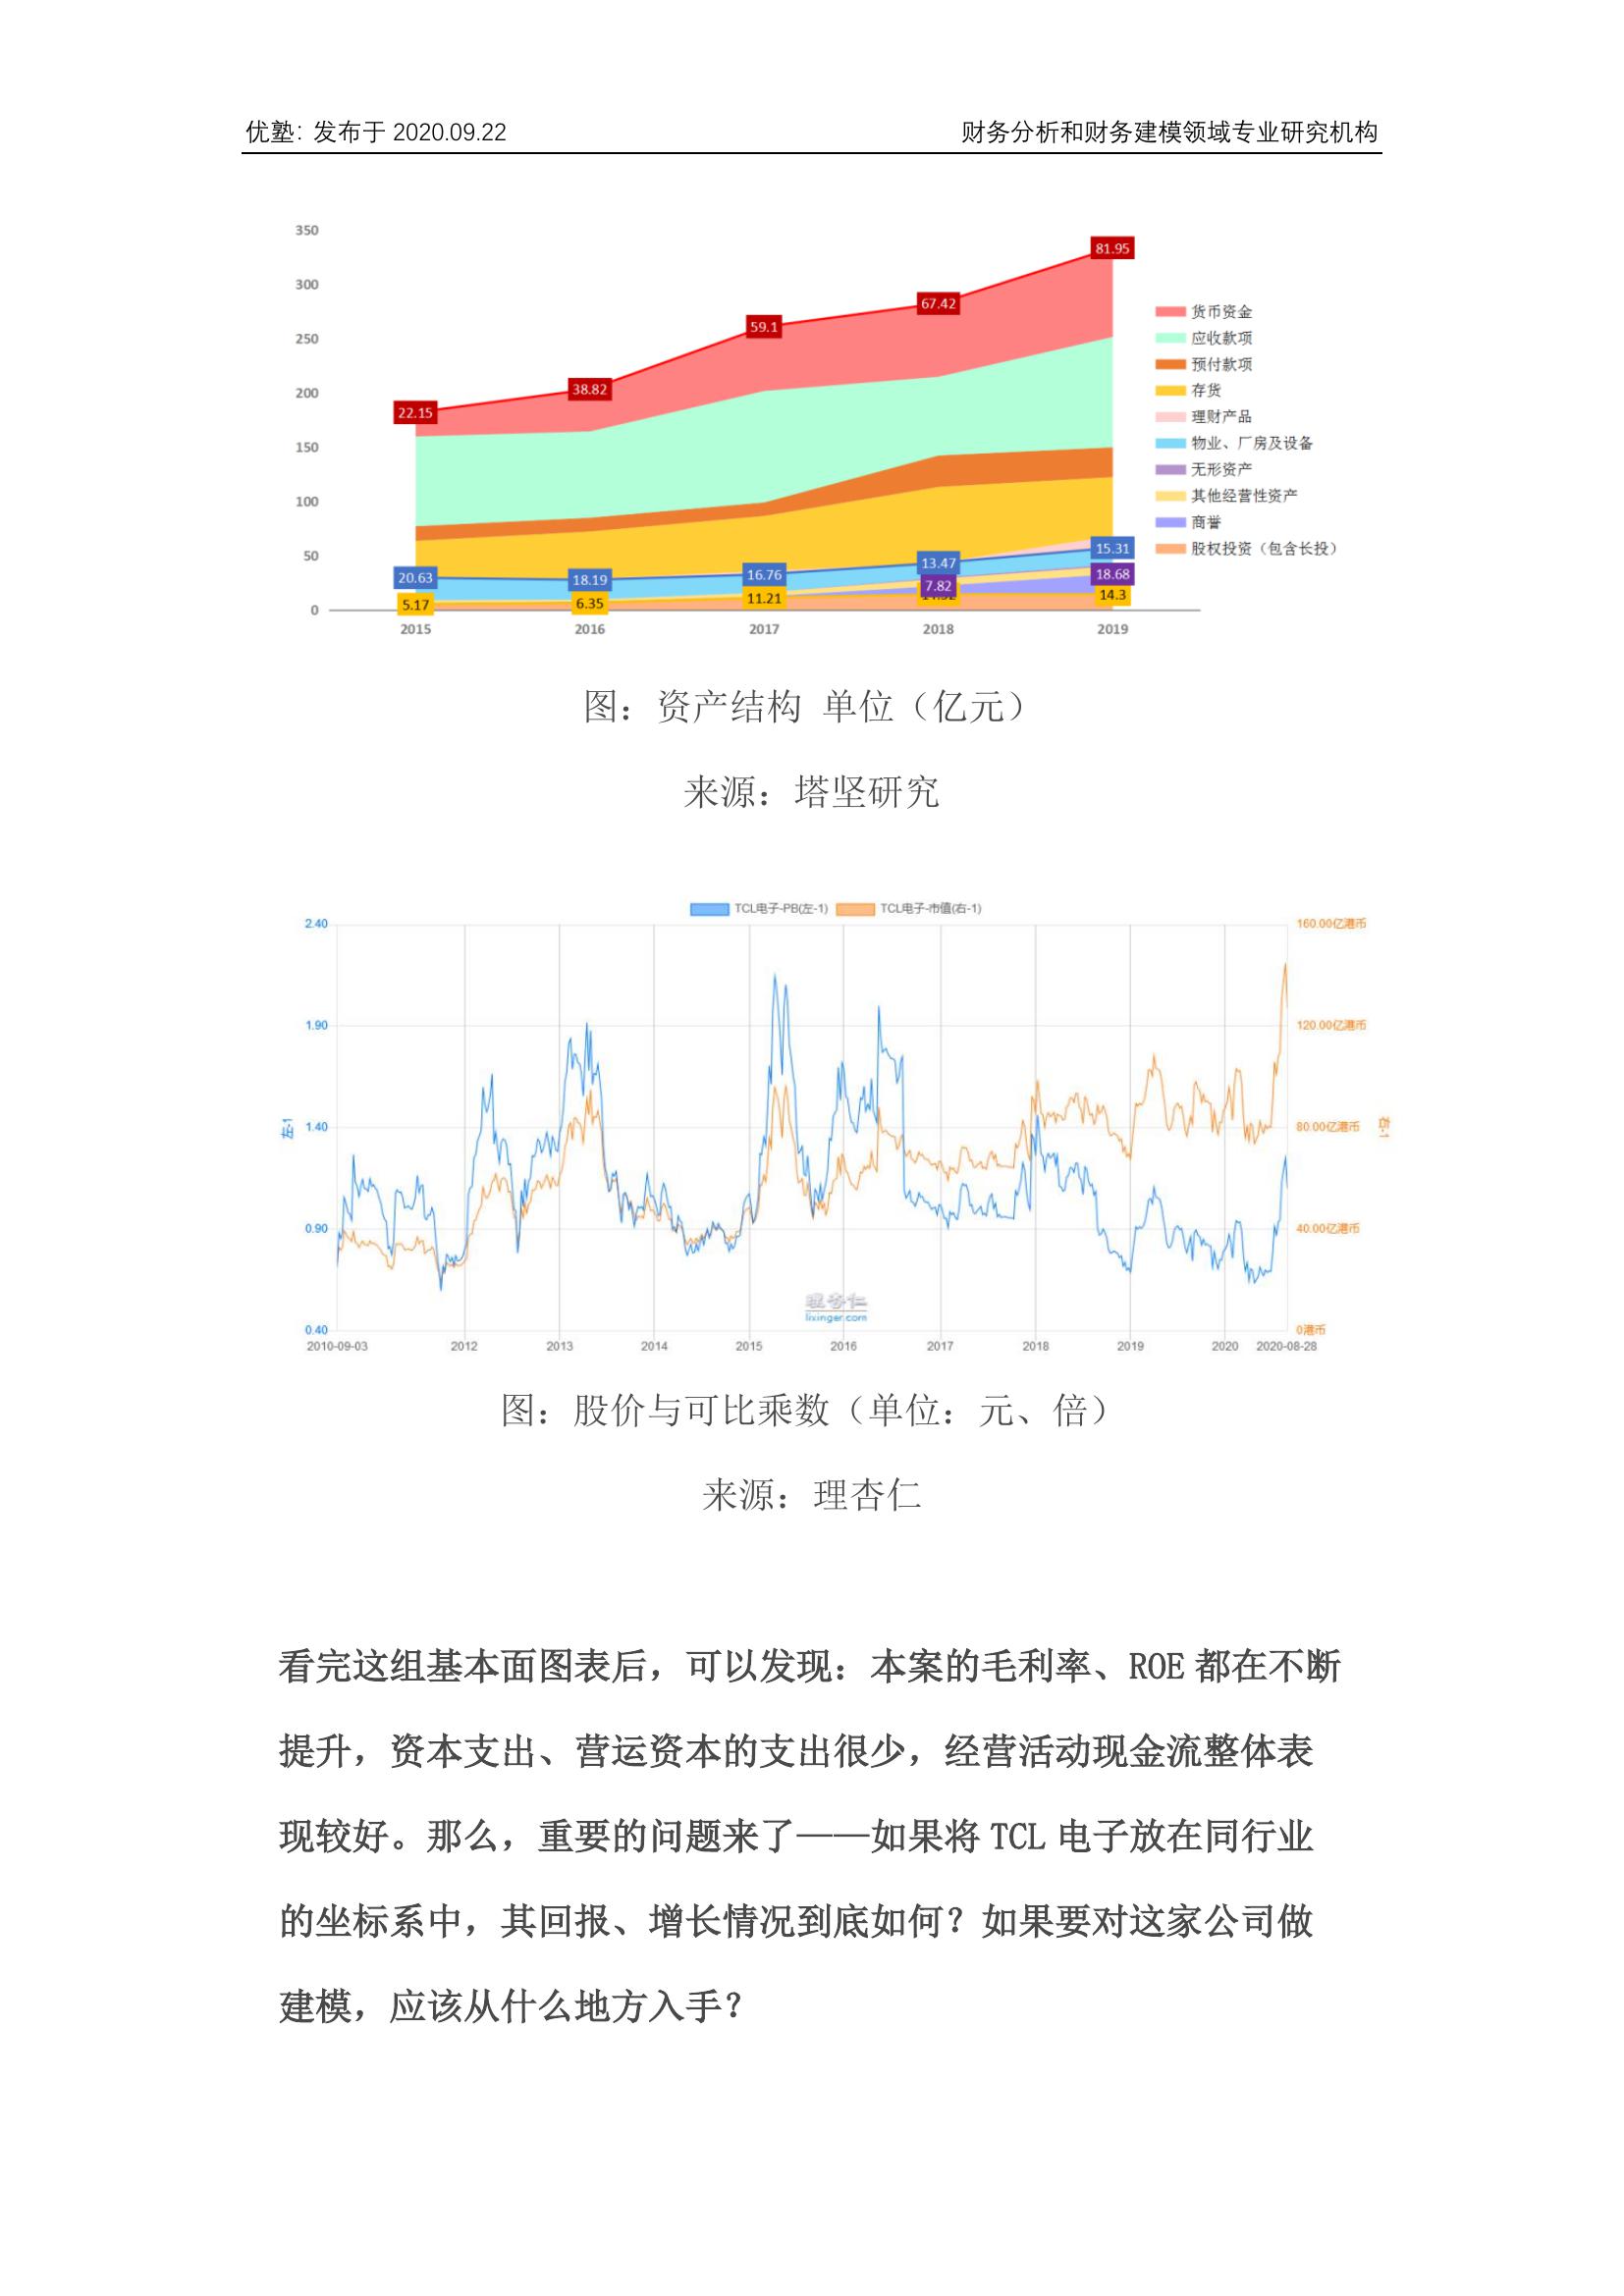 优塾：发布于 2020.09.22
财务分析和财务建模领域专业研究机构
350
300
250
200
150
100
50
0
22.15
38.82
59.1
67.42
81.95
20.63
18.19
16.76
13.47
15.31
7.82
18.68
5.17
6.35
11.21
14.3
2015
2016
2017
2018
2019
货币资金
应收款项
预付款项
存货
理财产品
物业、厂房及设备
无形资产
其他经营性资产
商誉
股权投资（包含长投）
图：资产结构 单位（亿元）
来源：塔坚研究
TCL电子-PB(左-1)
TCL电子-市值(右-1)
2.40
1.90
1.40
0.90
0.40
左-1
160.00亿港币
120.00亿港币
80.00亿港币
40.00亿港币
0港币
右-1
理杏仁
lixinger.com
2010-09-03
2012
2013
2014
2015
2016
2017
2018
2019
2020
2020-08-28
图：股价与可比乘数（单位：元、倍）
来源：理杏仁
看完这组基本面图表后，可以发现：本案的毛利率、ROE 都在不断
提升，资本支出、营运资本的支出很少，经营活动现金流整体表
现较好。那么，重要的问题来了——如果将 TCL 电子放在同行业
的坐标系中，其回报、增长情况到底如何？如果要对这家公司做
建模，应该从什么地方入手？